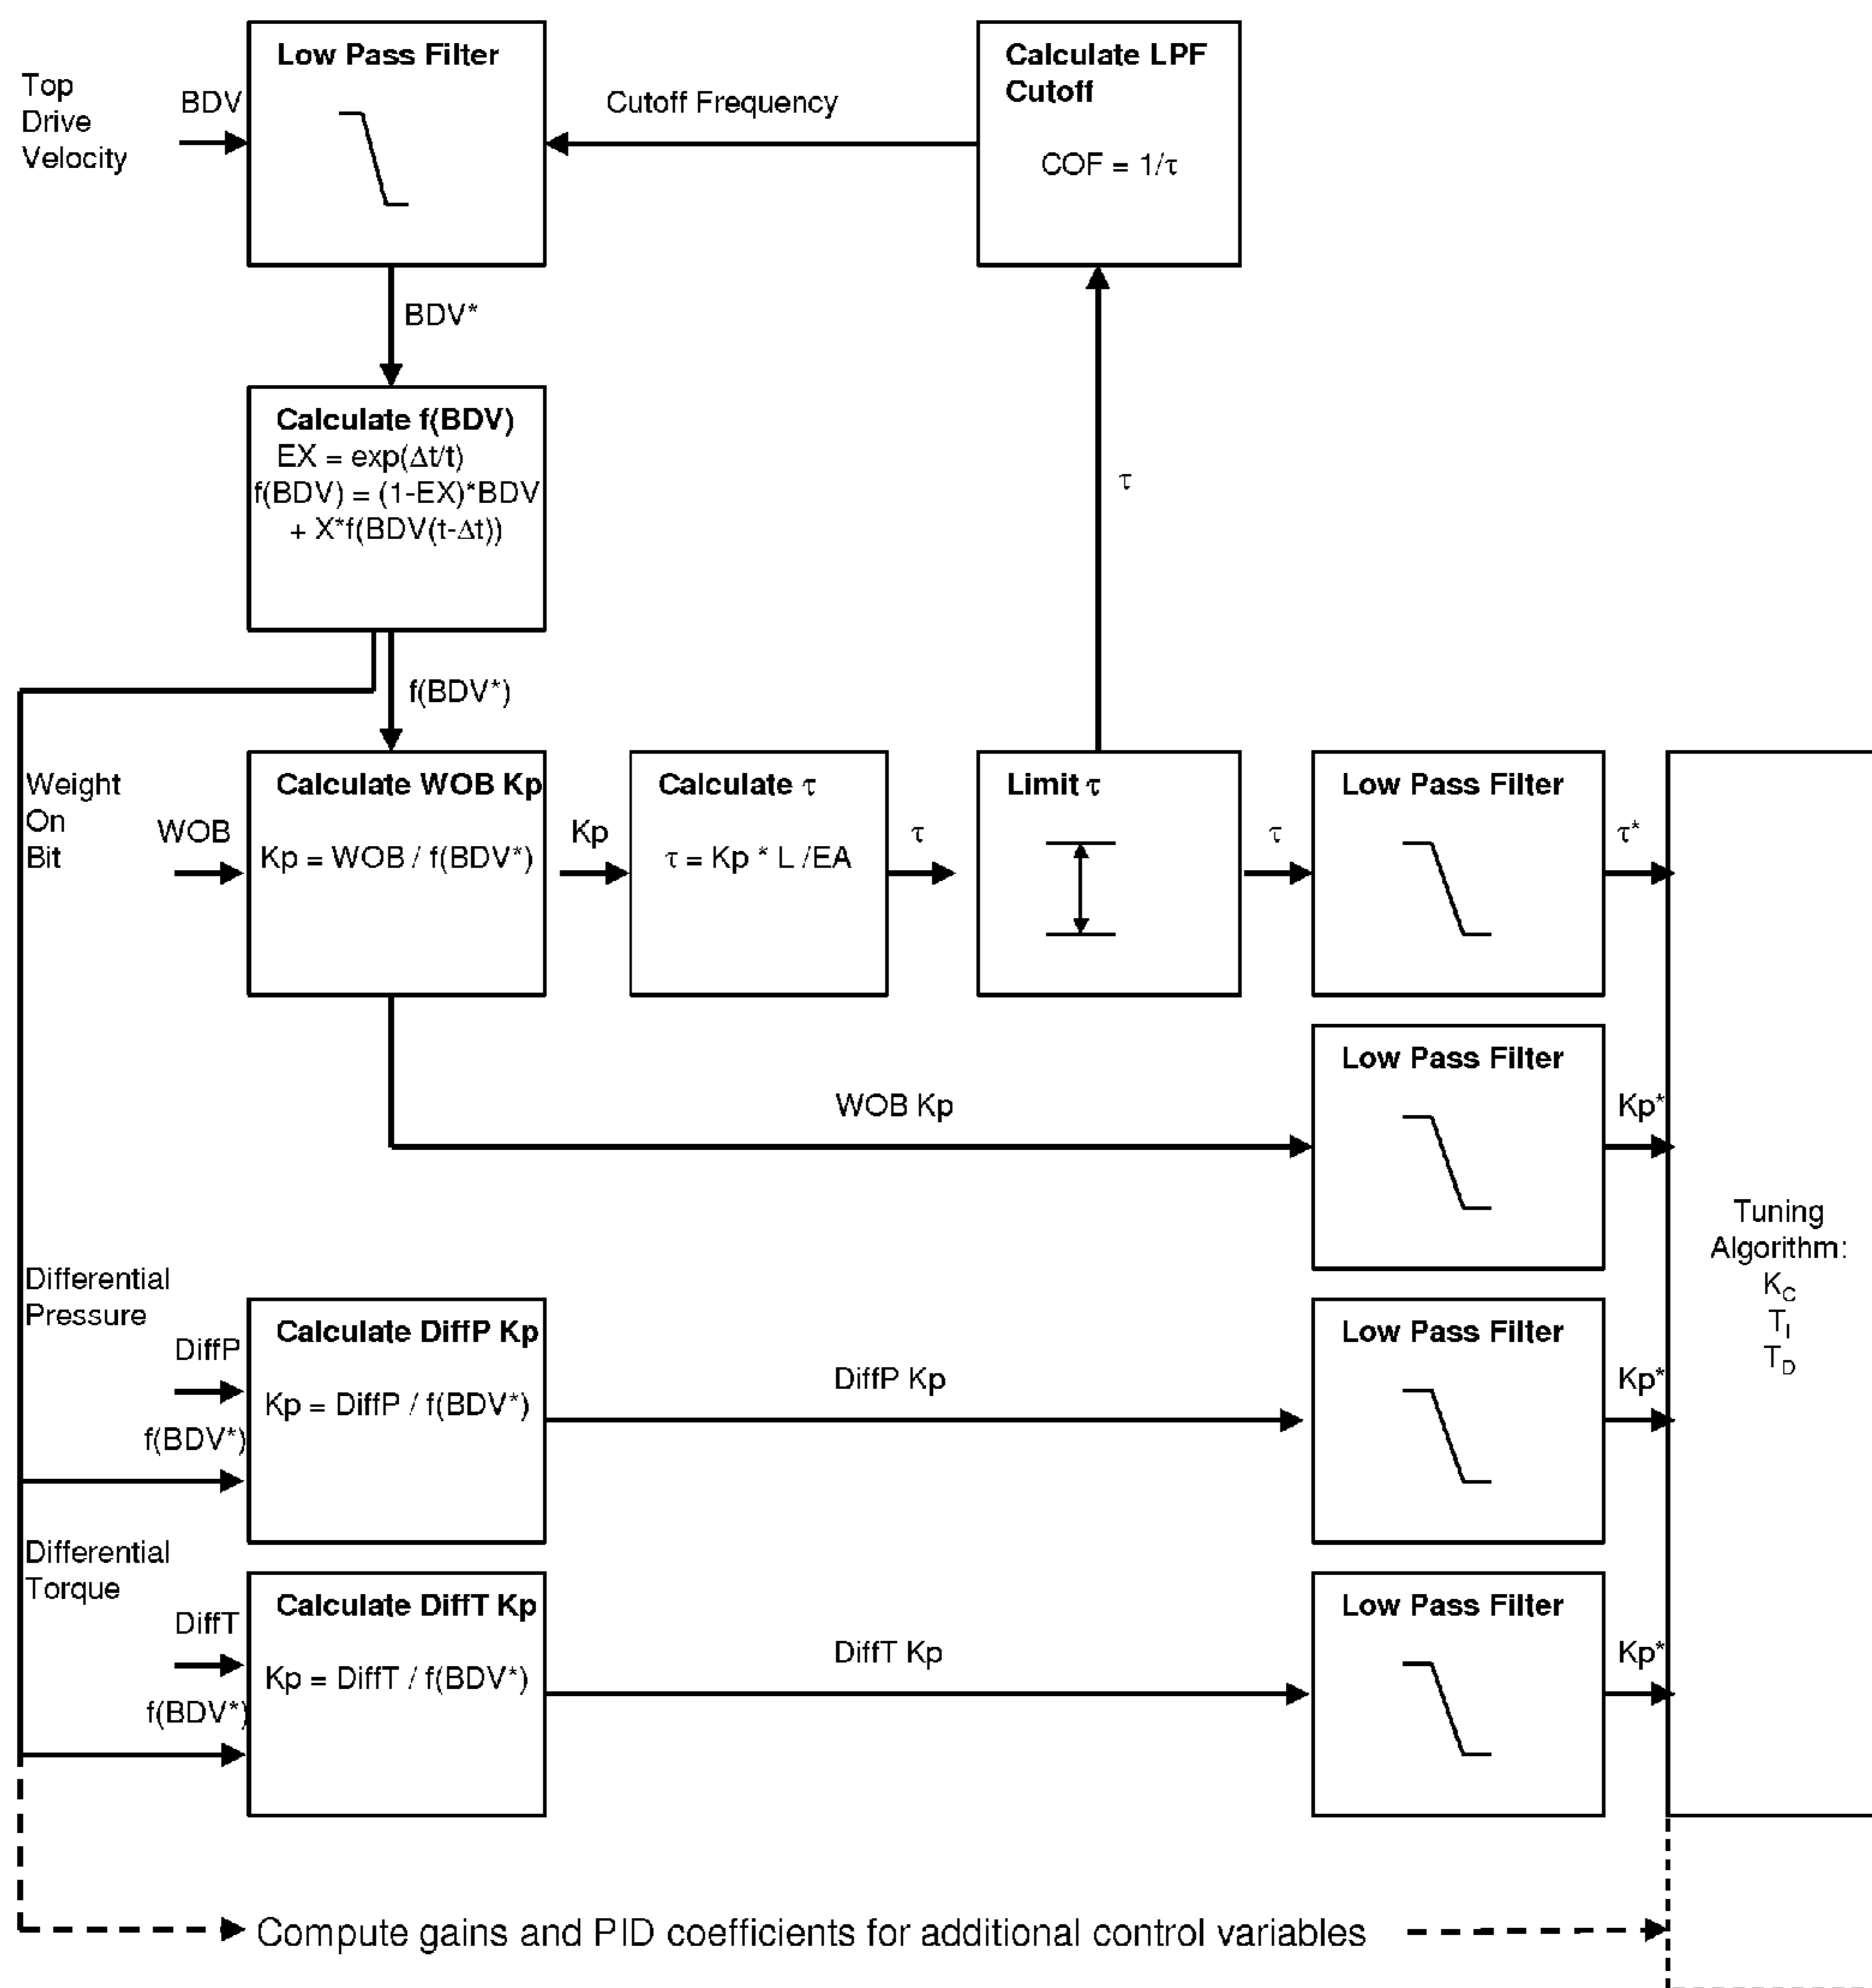 Top
Drive
Velocity
BDV
Low Pass Filter
Cutoff Frequency
Calculate LPF
Cutoff
COF = 1/τ
BDV*
Calculate f(BDV)
EX = exp(Δt/t)
f(BDV) = (1-EX)*BDV
+ X*f(BDV(t-Δt))
τ
f(BDV*)
Weight
On
Bit
WOB
Calculate WOB Kp
Kp = WOB / f(BDV*)
Kp
Calculate τ
τ = Kp * L /EA
τ
Limit τ
τ
Low Pass Filter
τ*
WOB Kp
Low Pass Filter
Kp*
Tuning
Algorithm:
K_C
T_I
T_D
Differential
Pressure
DiffP
f(BDV*)
Calculate DiffP Kp
Kp = DiffP / f(BDV*)
DiffP Kp
Low Pass Filter
Kp*
Differential
Torque
DiffT
f(BDV*)
Calculate DiffT Kp
Kp = DiffT / f(BDV*)
DiffT Kp
Low Pass Filter
Kp*
Compute gains and PID coefficients for additional control variables